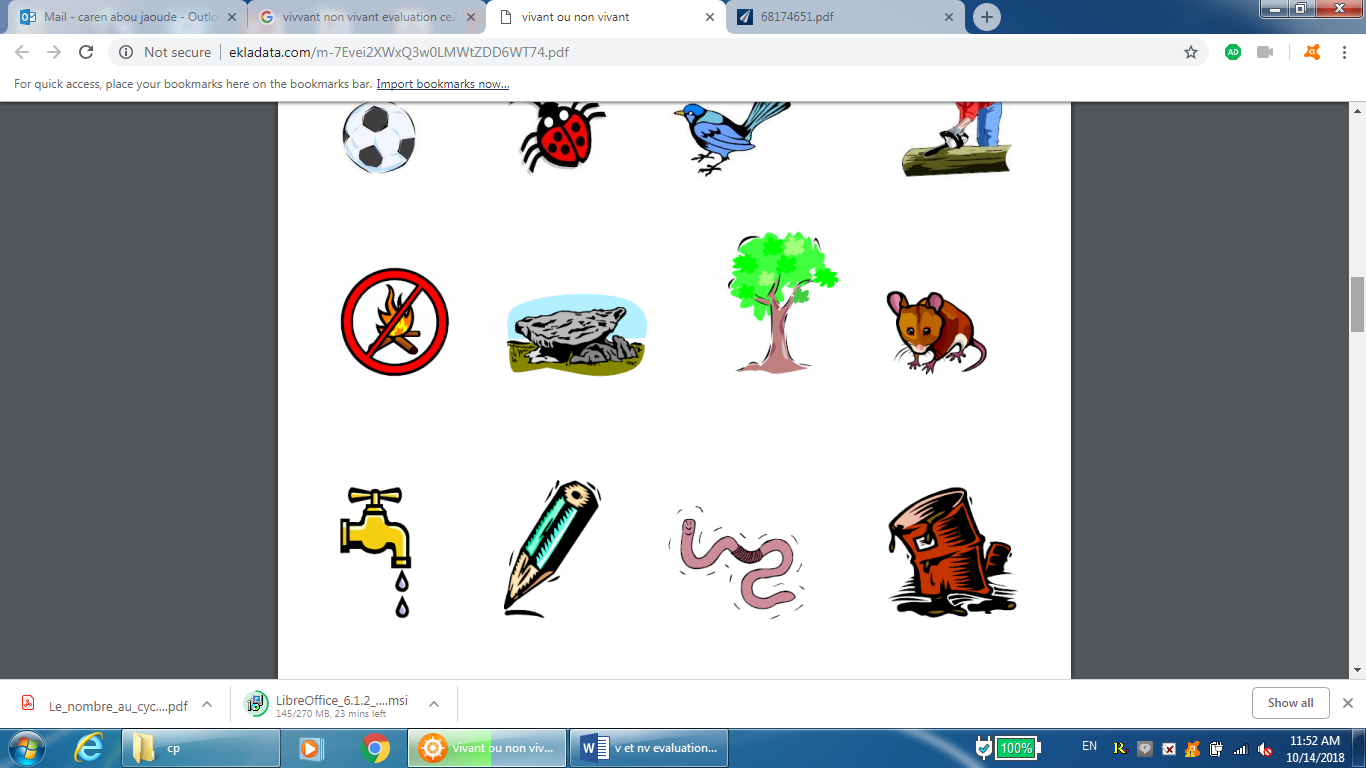 Mail - caren abou jaoude - Outlo
vivvant non vivant evaluation ce2
vivant ou non vivant
68174651.pdf
Not secure | ekladata.com/m-7Evei2XWxQ3w0LMWtZDD6WT74.pdf
AD
For quick access, place your bookmarks here on the bookmarks bar. Import bookmarks now...
Le_nombre_au_cyc....pdf
LibreOffice_6.1.2_....msi
145/270 MB, 23 mins left
Show all
cp
vivant ou non viv...
v et nv evaluation...
100%
EN
11:52 AM
10/14/2018